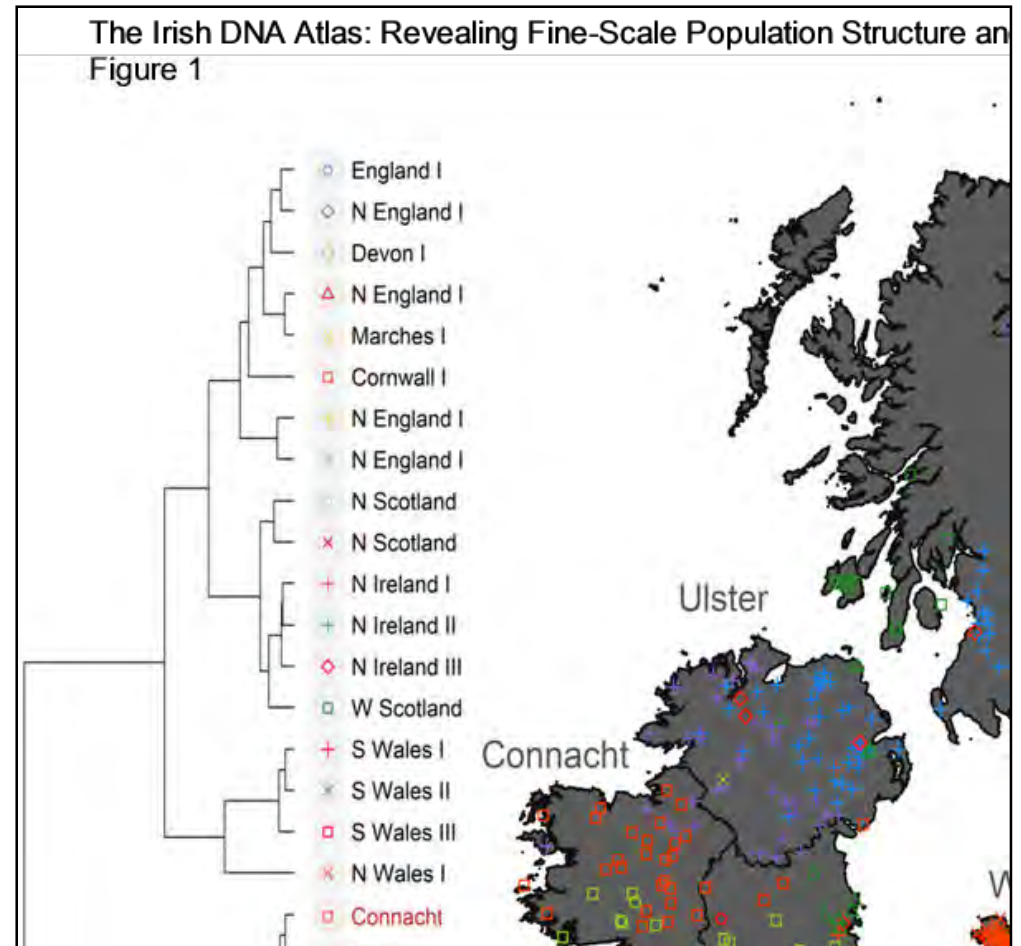 The Irish DNA Atlas: Revealing Fine-Scale Population Structure an
Figure 1
England I
N England I
Devon I
N England I
Marches I
Cornwall I
N England I
N England I
N Scotland
N Scotland
N Ireland I
N Ireland II
N Ireland III
W Scotland
S Wales I
S Wales II
S Wales III
N Wales I
Connacht
Ulster
Connacht
W